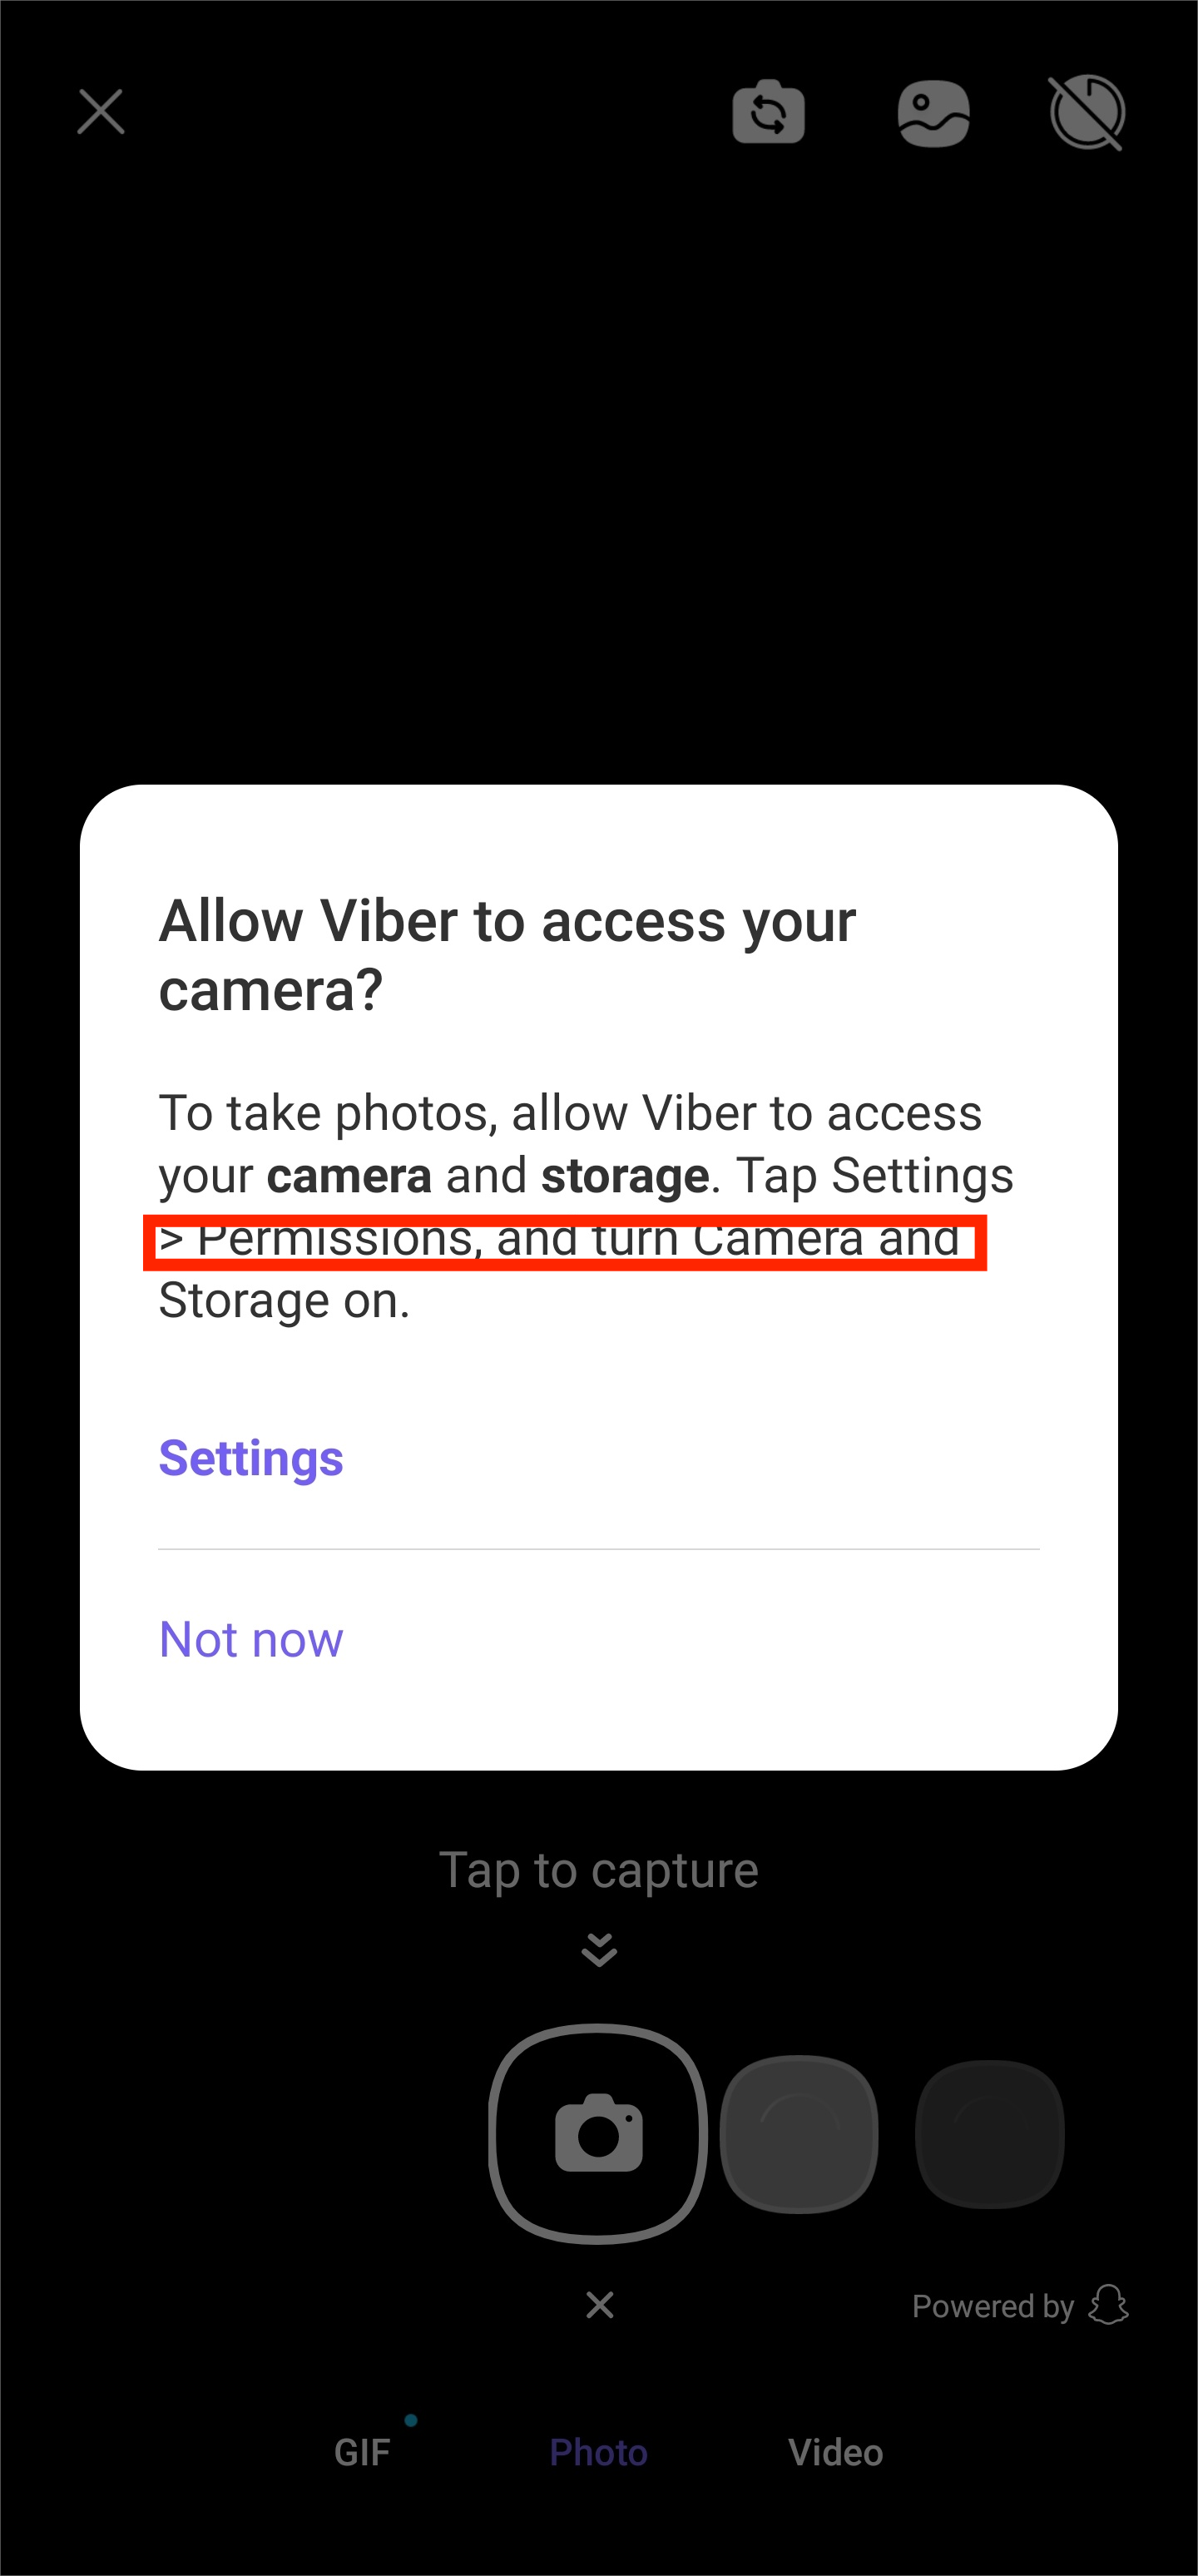 Allow Viber to access your
camera?
To take photos, allow Viber to access
your camera and storage. Tap Settings
> Permissions, and turn Camera and
Storage on.
Settings
Not now
Tap to capture
Powered by
GIF
Photo
Video